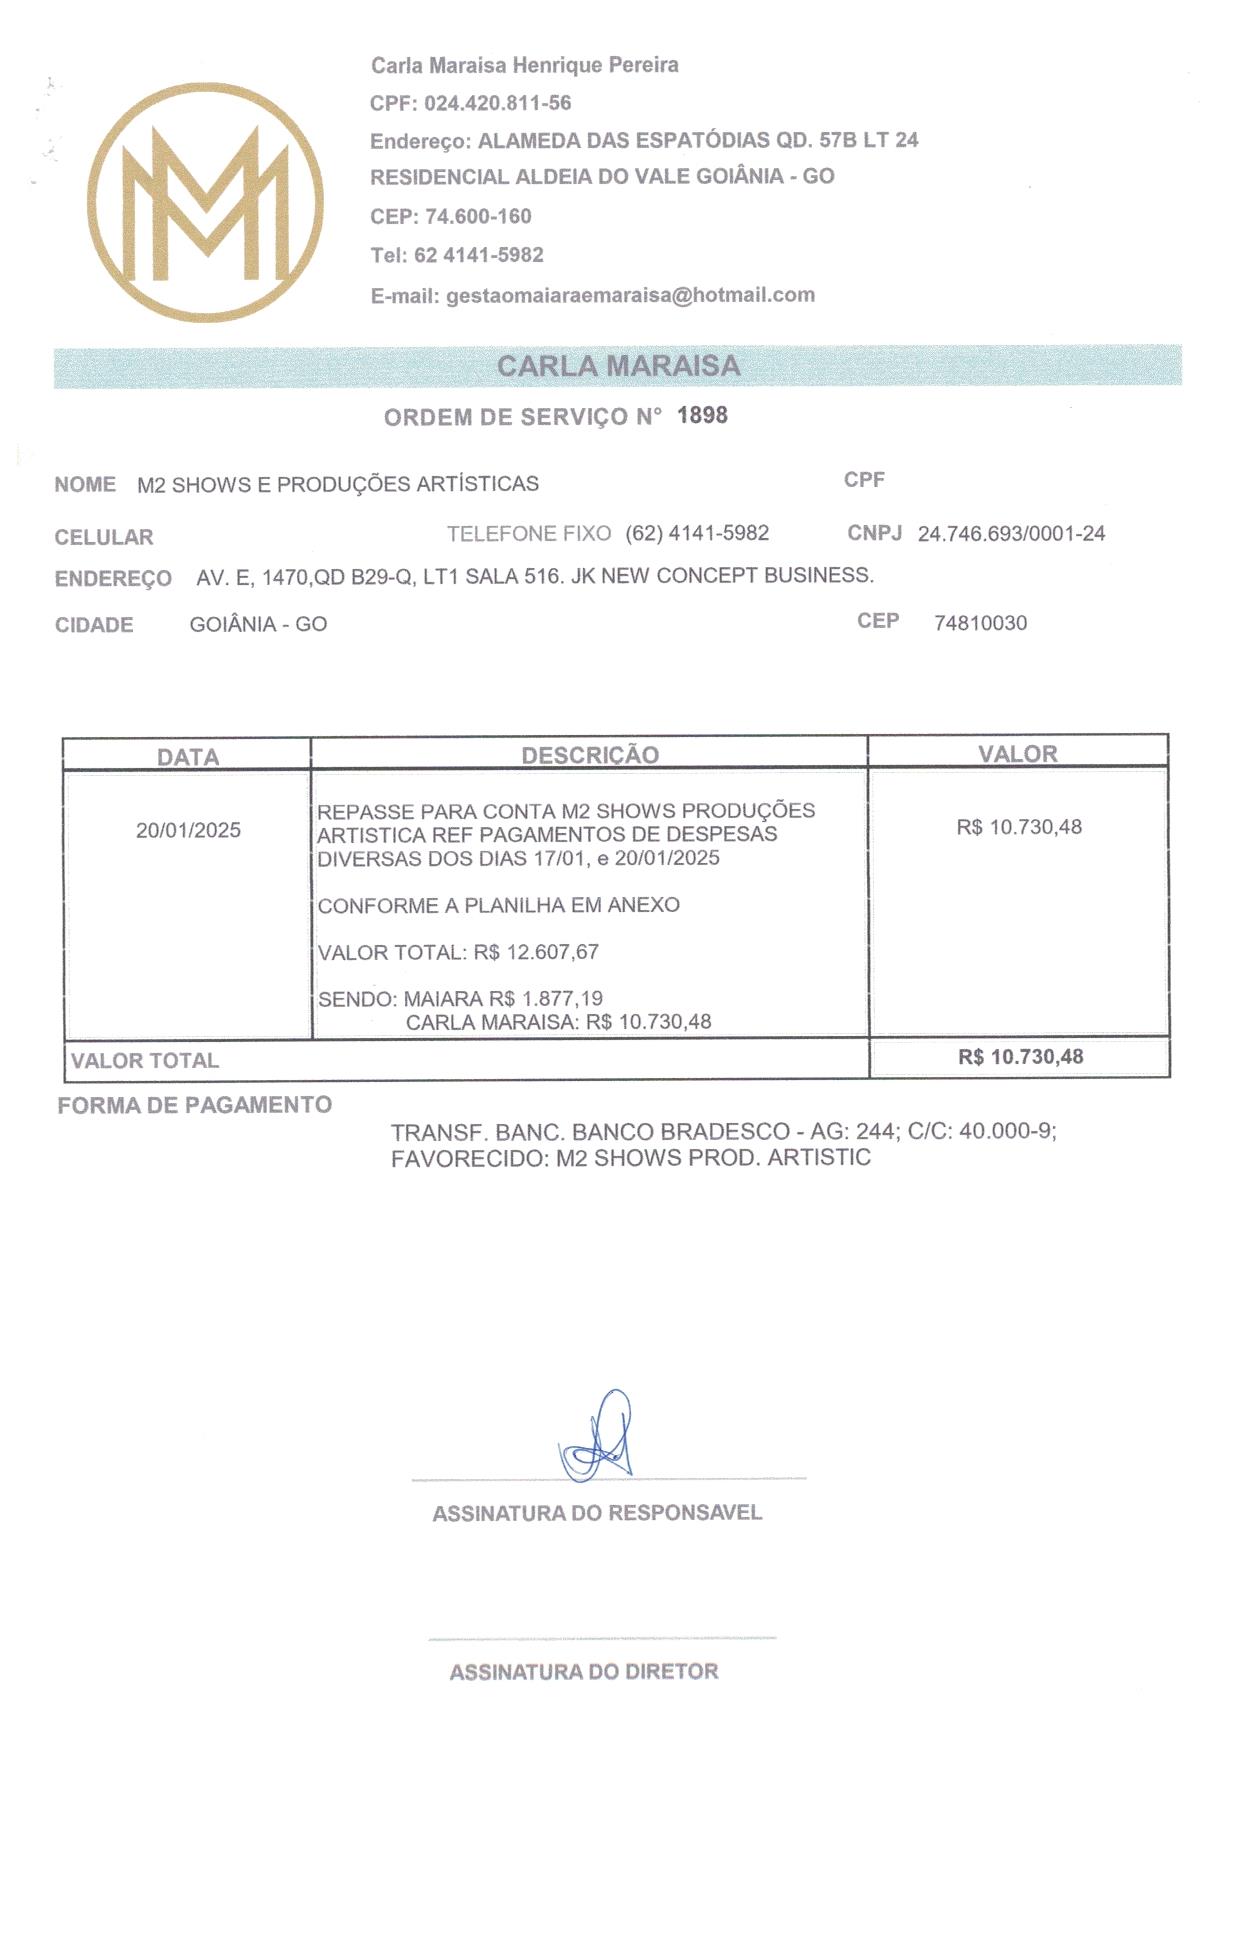 Carla Maraisa Henrique Pereira
CPF: 024.420.811-56
Endereço: ALAMEDA DAS ESPATÓDIAS QD. 57B LT 24
RESIDENCIAL ALDEIA DO VALE GOIÂNIA - GO
CEP: 74.600-160
Tel: 62 4141-5982
E-mail: gestaomaiaraemaraisa@hotmail.com
CARLA MARAISA
ORDEM DE SERVIÇO N° 1898
NOME M2 SHOWS E PRODUÇÕES ARTÍSTICAS CPF
CELULAR TELEFONE FIXO (62) 4141-5982 CNPJ 24.746.693/0001-24
ENDEREÇO AV. E, 1470,QD B29-Q, LT1 SALA 516. JK NEW CONCEPT BUSINESS.
CIDADE GOIÂNIA - GO CEP 74810030
DATA DESCRIÇÃO VALOR
REPASSE PARA CONTA M2 SHOWS PRODUÇÕES
20/01/2025 ARTISTICA REF PAGAMENTOS DE DESPESAS R$ 10.730,48
DIVERSAS DOS DIAS 17/01, e 20/01/2025
CONFORME A PLANILHA EM ANEXO
VALOR TOTAL: R$ 12.607,67
SENDO: MAIARA R$ 1.877,19
CARLA MARAISA: R$ 10.730,48
VALOR TOTAL R$ 10.730,48
FORMA DE PAGAMENTO
TRANSF. BANC. BANCO BRADESCO - AG: 244; C/C: 40.000-9;
FAVORECIDO: M2 SHOWS PROD. ARTISTIC
ASSINATURA DO RESPONSAVEL
ASSINATURA DO DIRETOR